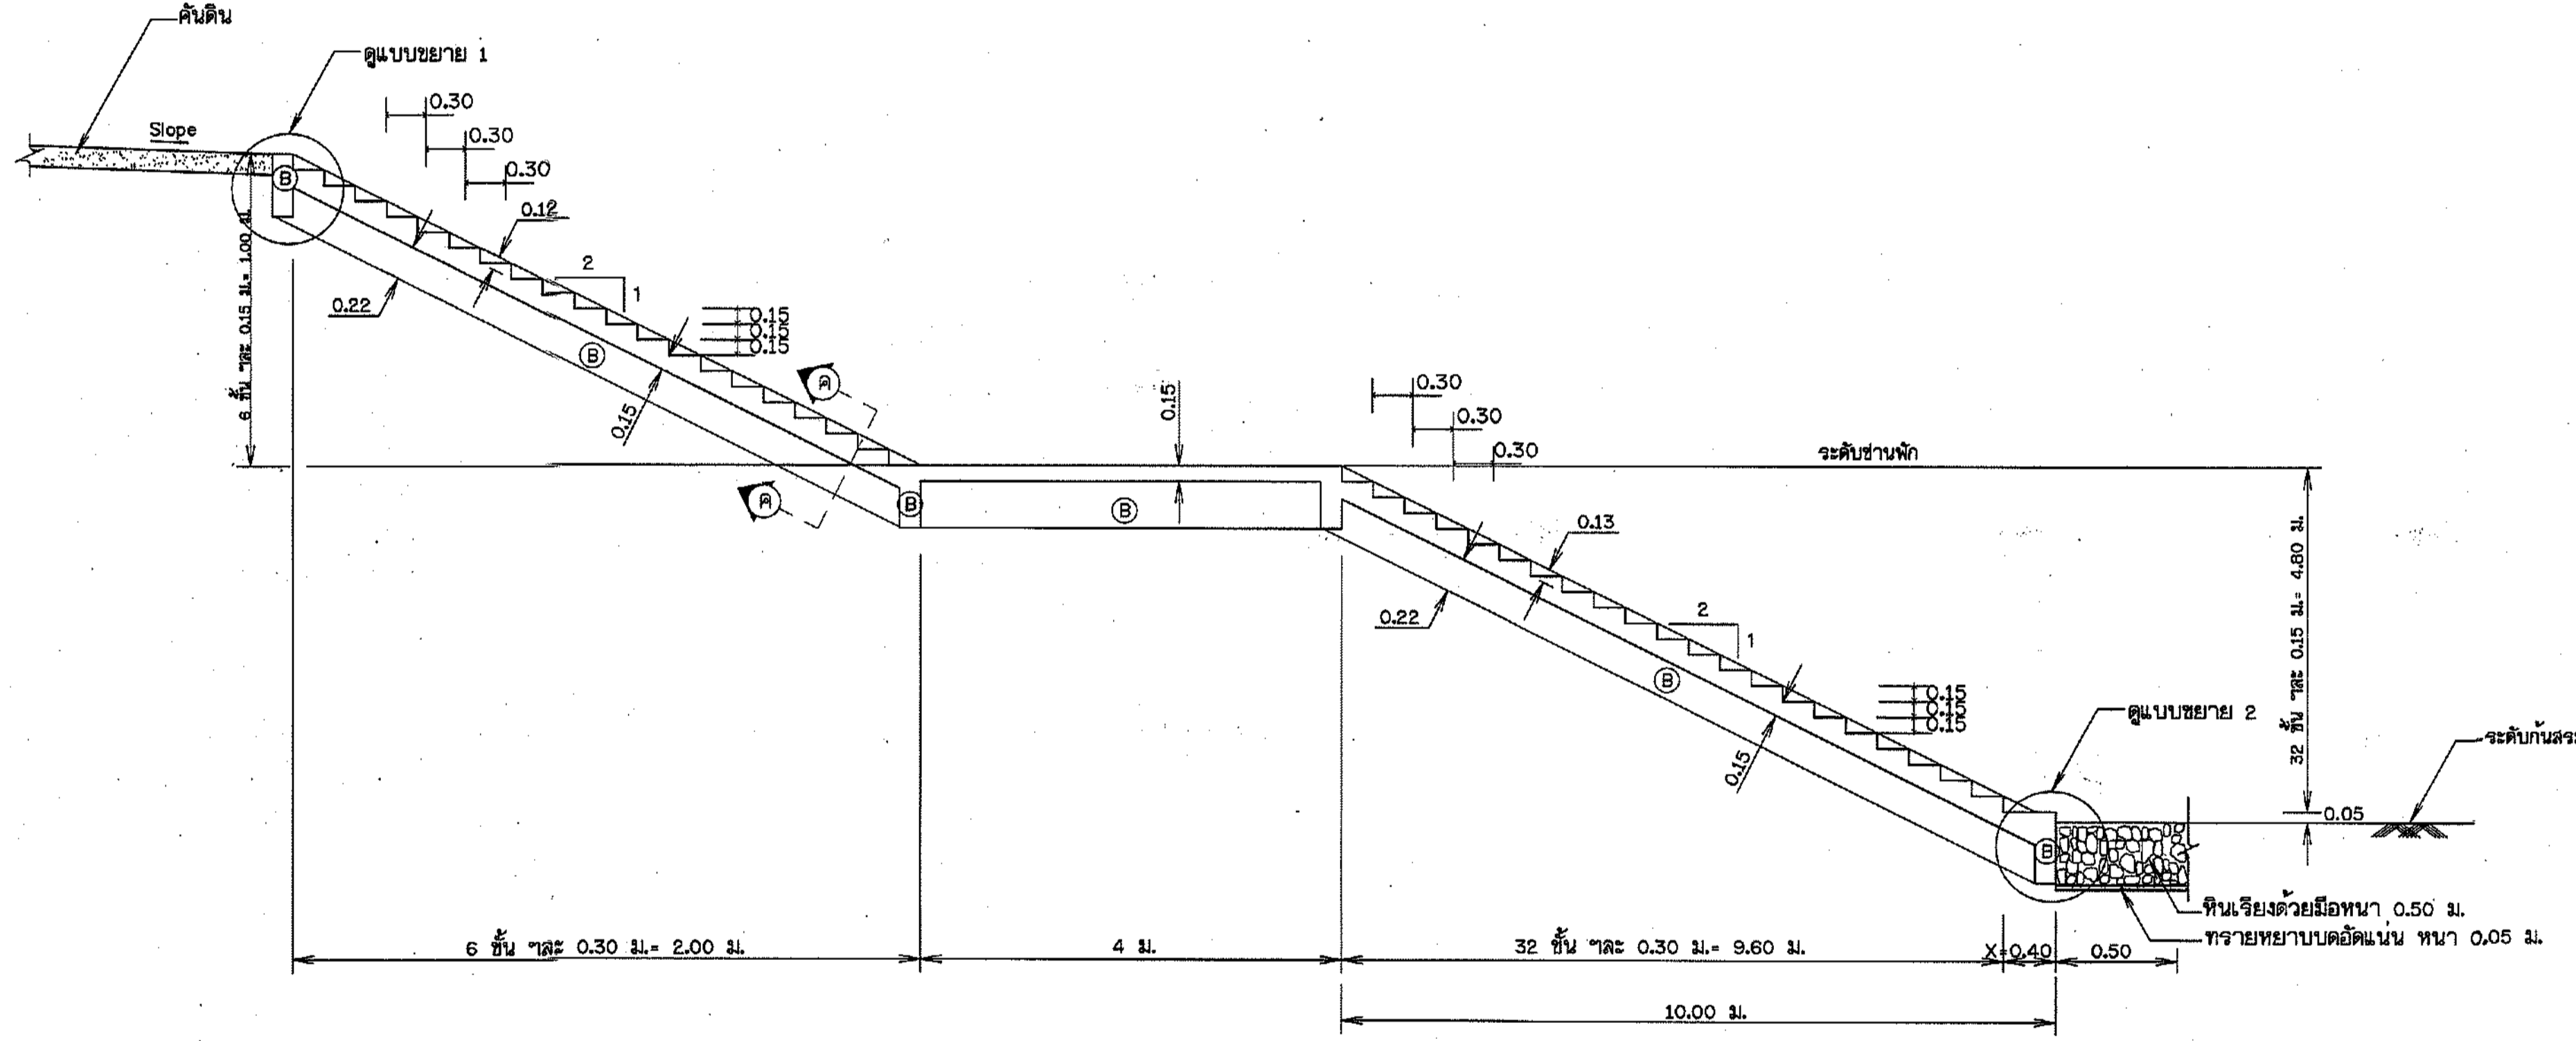 คันดิน
ดูแบบขยาย 1
Slope
0.30
0.30
0.30
B
0.12
2
1
0.22
0.15
0.15
0.15
6 ขั้น ๆละ 0.15 ม.= 1.00 ม.
B
0.15
ค
ค
B
B
0.15
0.30
0.30
0.30
ระดับชานพัก
0.13
2
1
0.22
0.15
0.15
0.15
B
0.15
32 ขั้น ๆละ 0.15 ม.= 4.80 ม.
ดูแบบขยาย 2
ระดับก้นสระ
0.05
B
หินเรียงด้วยมือหนา 0.50 ม.
ทรายหยาบบดอัดแน่น หนา 0.05 ม.
6 ขั้น ๆละ 0.30 ม.= 2.00 ม.
4 ม.
32 ขั้น ๆละ 0.30 ม.= 9.60 ม.
X=0.40
0.50
10.00 ม.